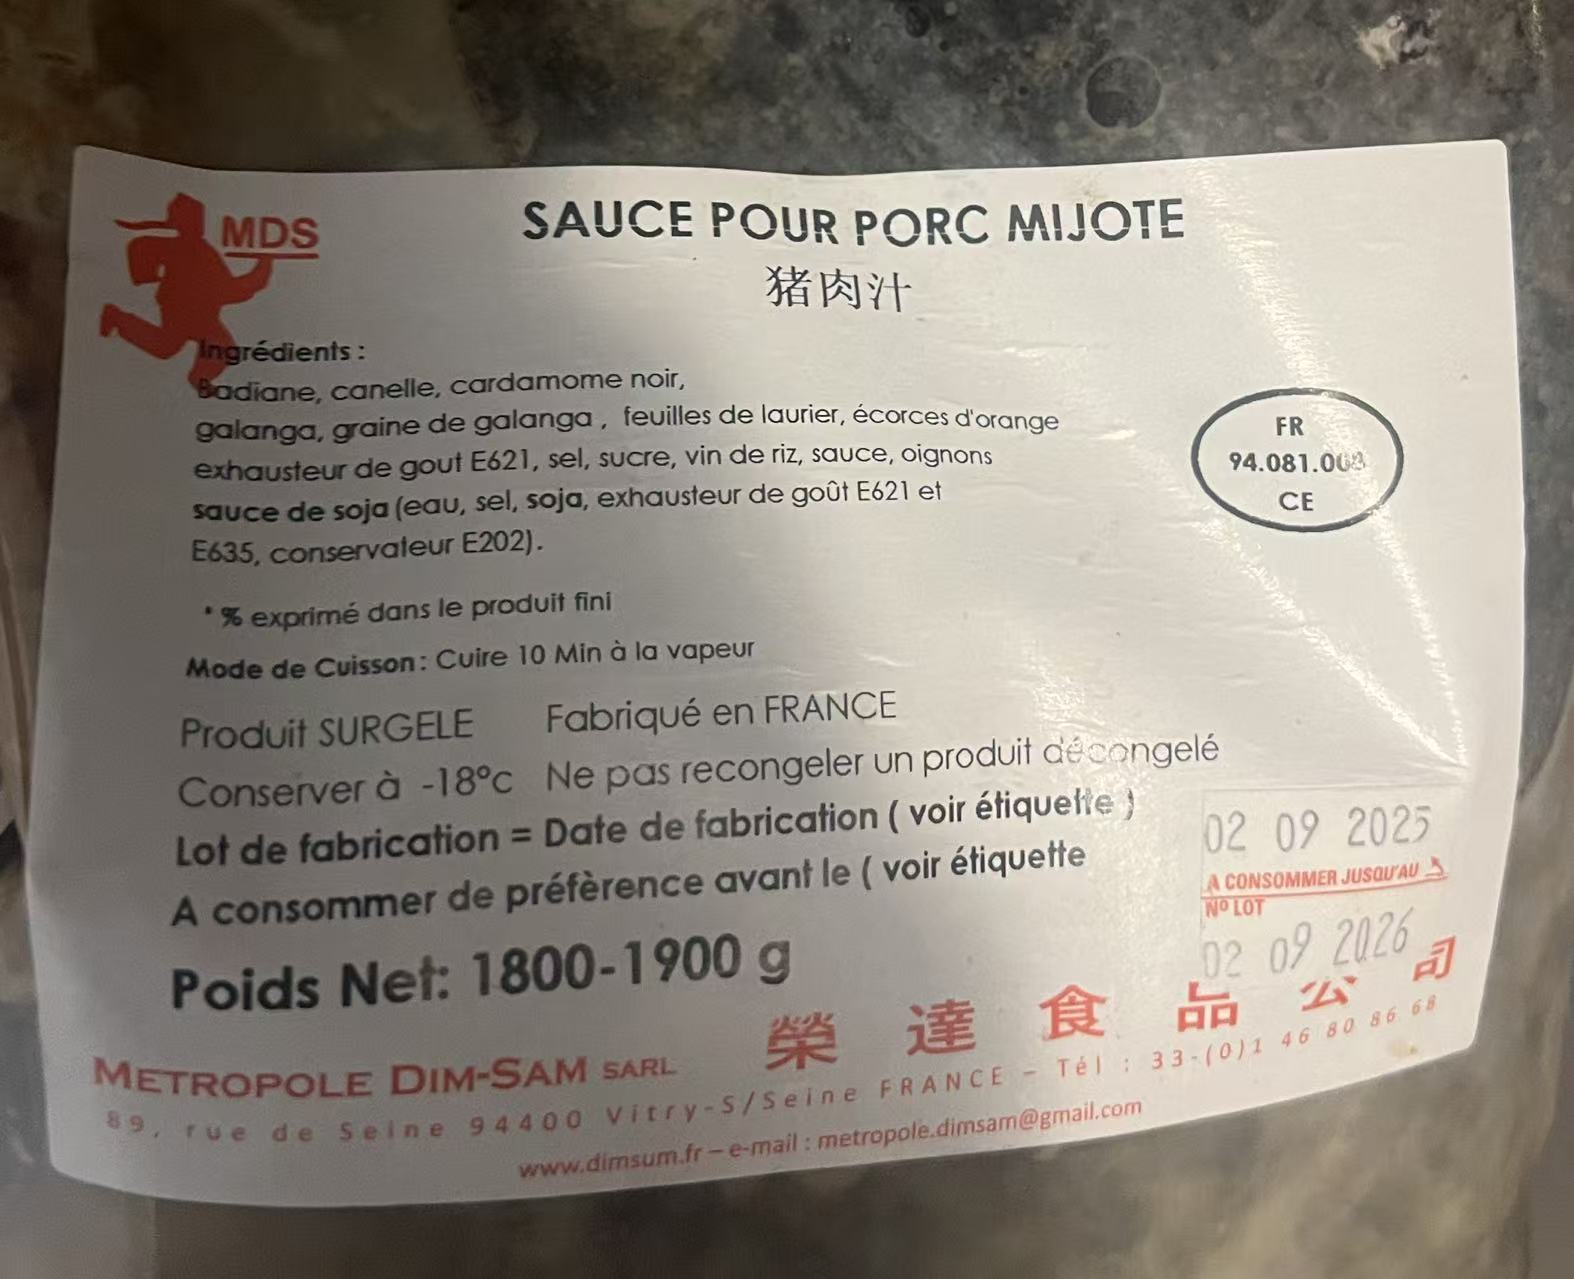 MDS
SAUCE POUR PORC MIJOTE
猪肉汁
Ingrédients :
Badiane, canelle, cardamome noir,
galanga, graine de galanga , feuilles de laurier, écorces d'orange
exhausteur de gout E621, sel, sucre, vin de riz, sauce, oignons
sauce de soja (eau, sel, soja, exhausteur de goût E621 et
E635, conservateur E202).
FR
CE
* % exprimé dans le produit fini
Mode de Cuisson : Cuire 10 Min à la vapeur
Produit SURGELE Fabriqué en FRANCE
Conserver à -18°c Ne pas recongeler un produit décongelé
Lot de fabrication = Date de fabrication ( voir étiquette )
A consommer de préfèrence avant le ( voir étiquette
02 09 2025
A CONSOMMER JUSQU'AU
Nº LOT
02 09 2026
Poids Net: 1800-1900 g
榮達食品公司
METROPOLE DIM-SAM SARL
89, rue de Seine 94400 Vitry-S/Seine FRANCE – Tél : 33-(0)1 46 80 86 68
www.dimsum.fr – e-mail : metropole.dimsam@gmail.com